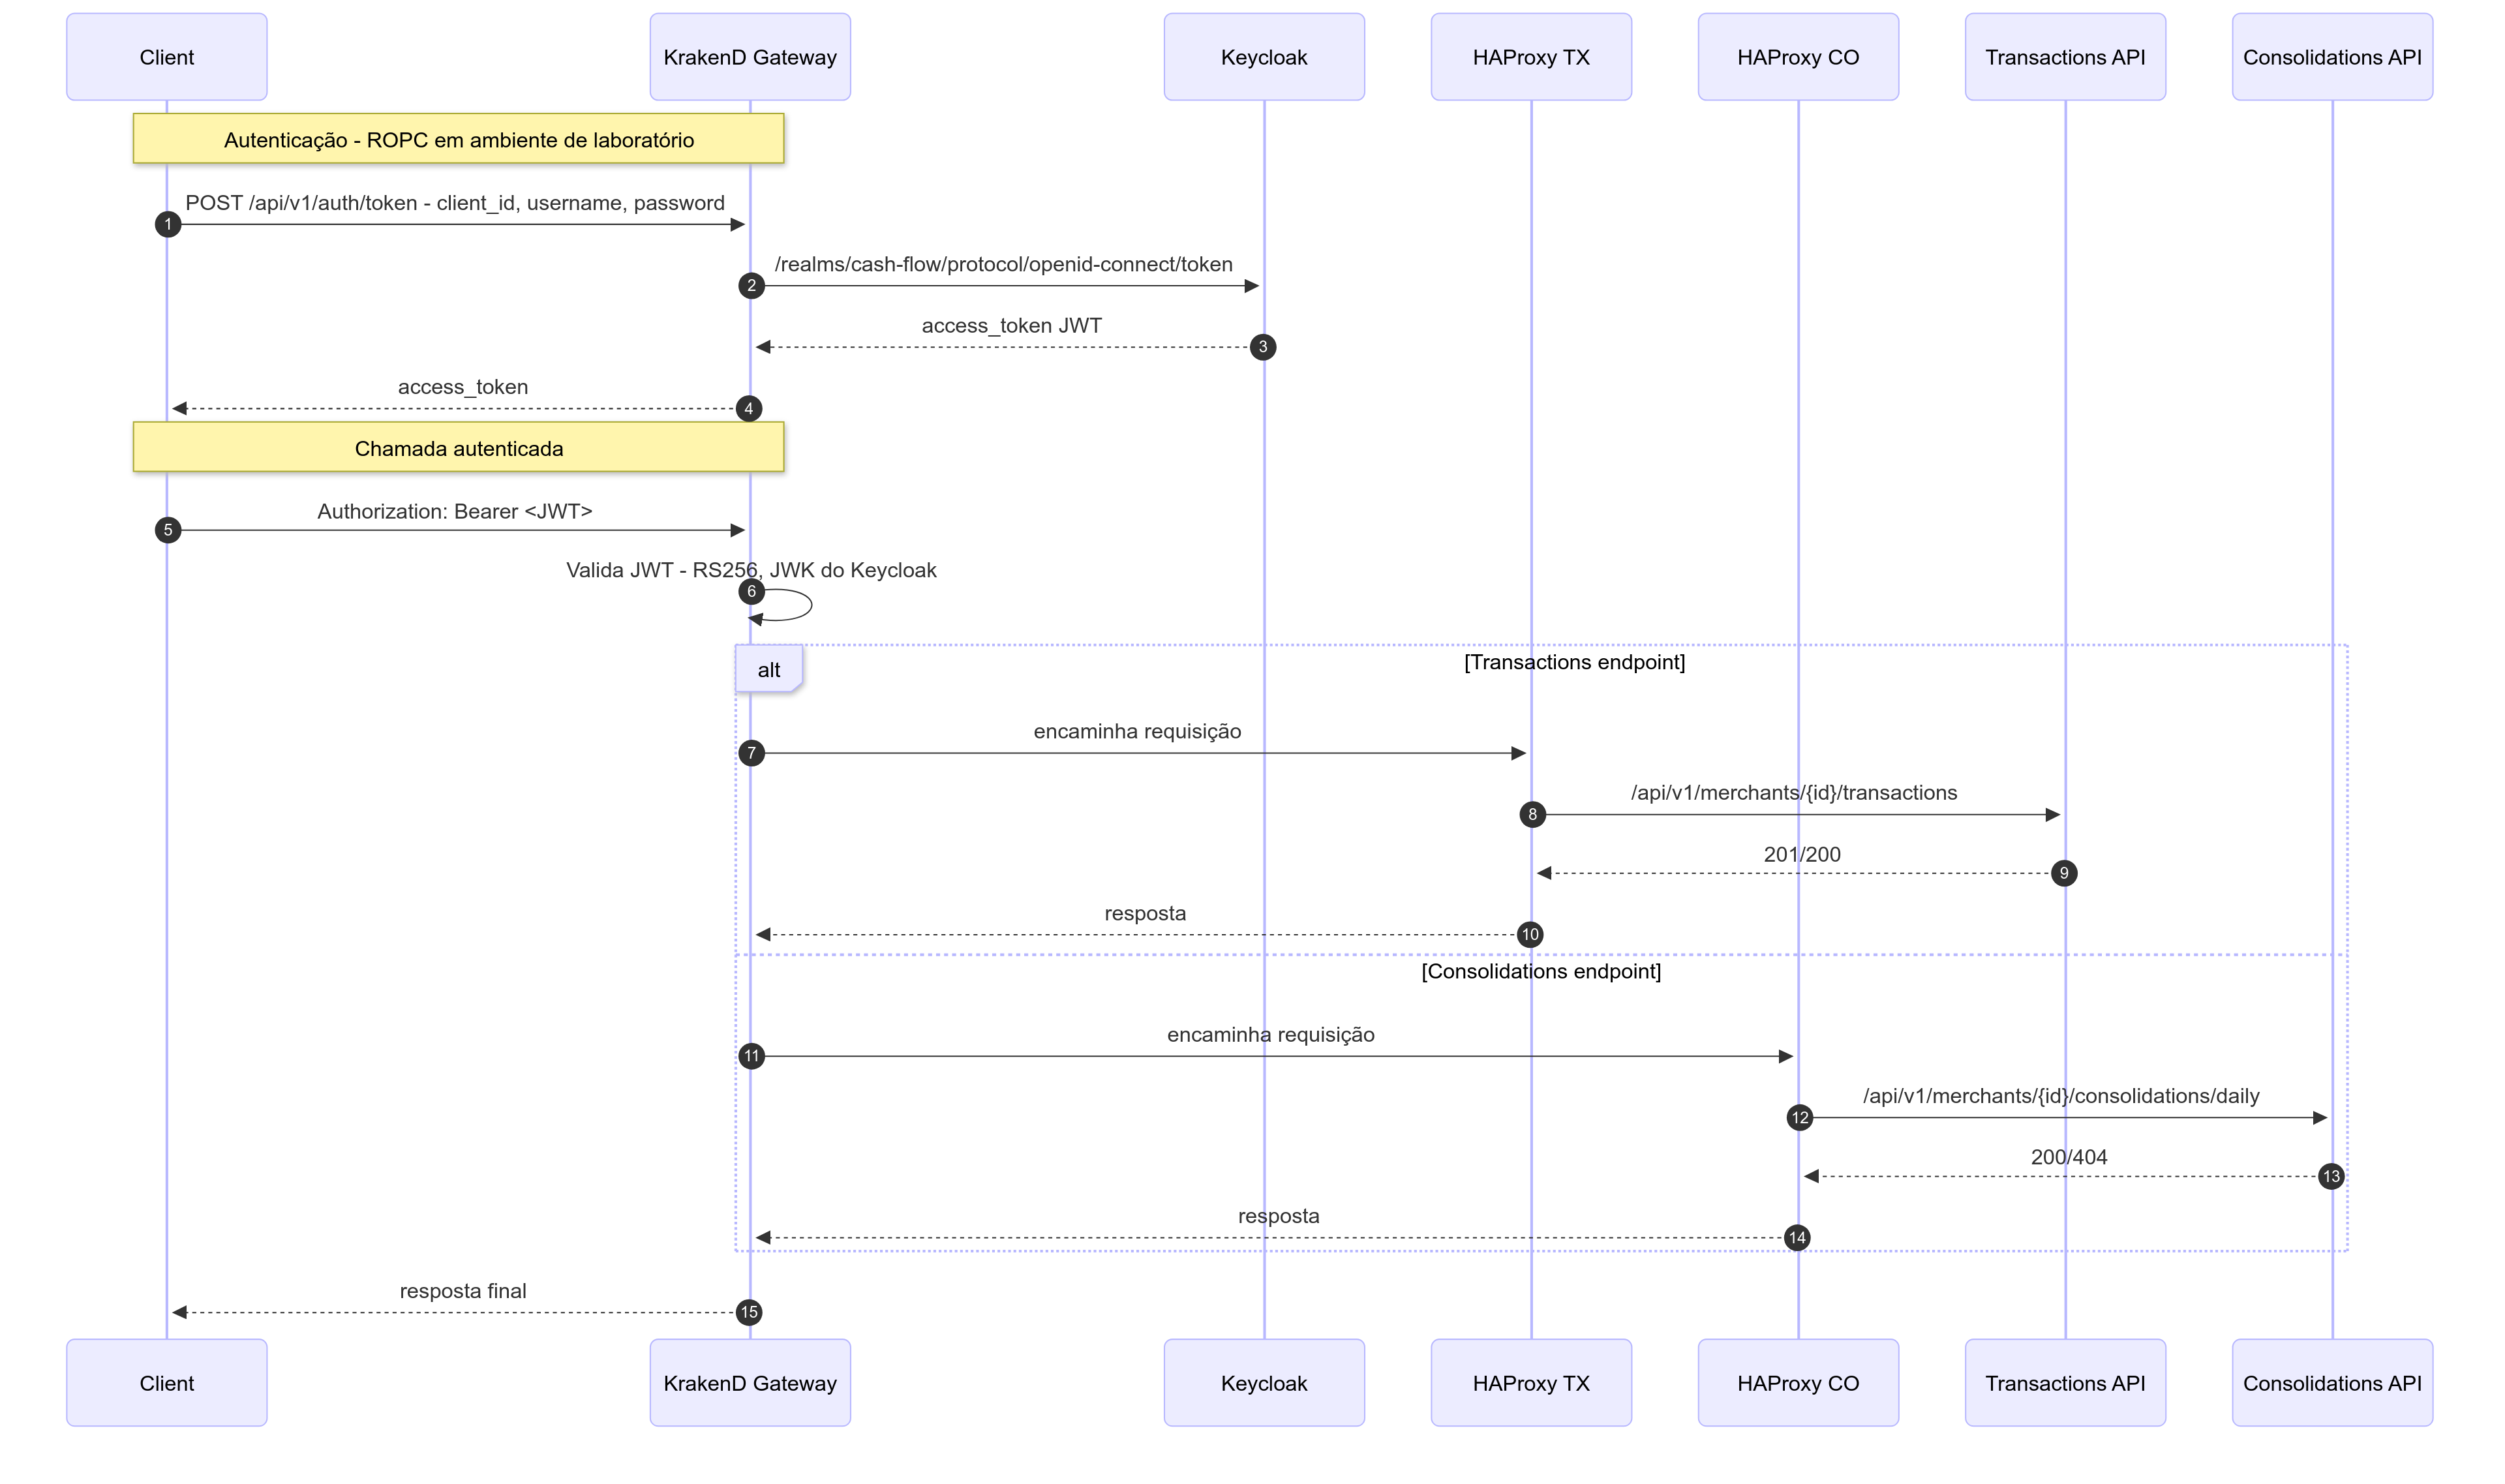 Client
KrakenD Gateway
Keycloak
HAProxy TX
HAProxy CO
Transactions API
Consolidations API
Autenticação - ROPC em ambiente de laboratório
POST /api/v1/auth/token - client_id, username, password
1
/realms/cash-flow/protocol/openid-connect/token
2
access_token JWT
3
access_token
4
Chamada autenticada
Authorization: Bearer <JWT>
5
Valida JWT - RS256, JWK do Keycloak
6
alt
[Transactions endpoint]
encaminha requisição
7
/api/v1/merchants/{id}/transactions
8
201/200
9
resposta
10
[Consolidations endpoint]
encaminha requisição
11
/api/v1/merchants/{id}/consolidations/daily
12
200/404
13
resposta
14
resposta final
15
Client
KrakenD Gateway
Keycloak
HAProxy TX
HAProxy CO
Transactions API
Consolidations API